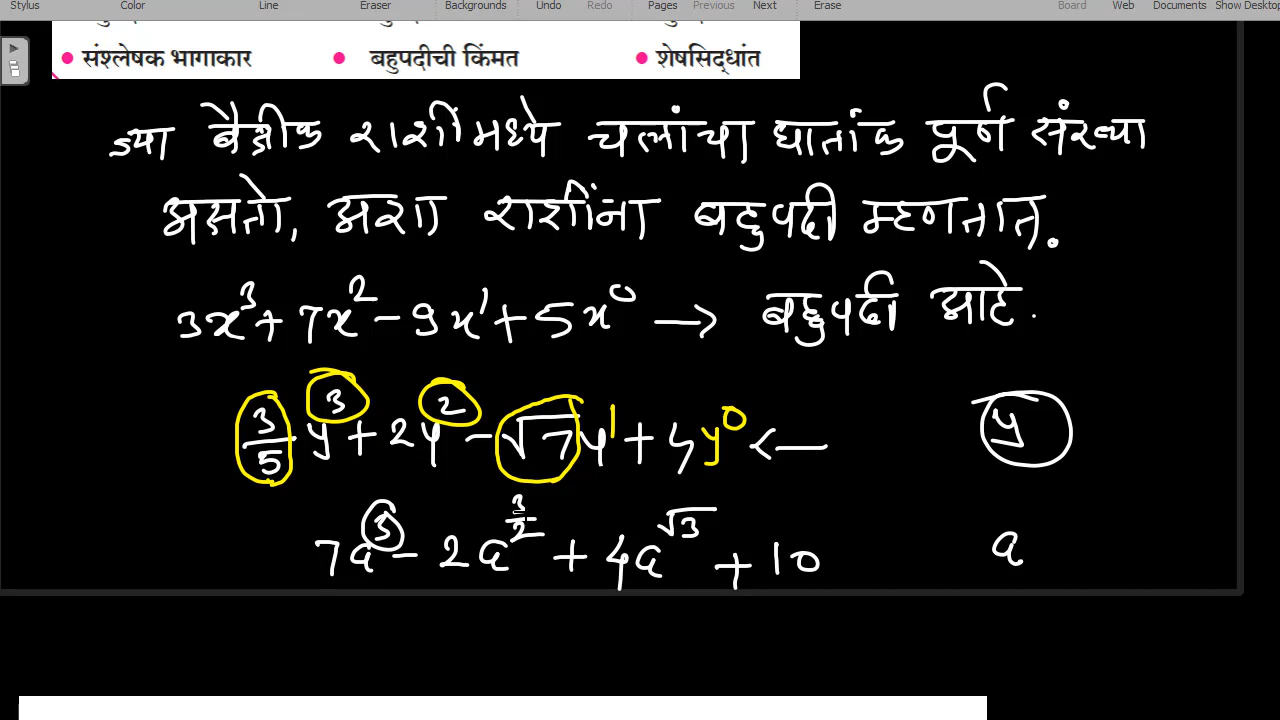 Stylus Color Line Eraser Backgrounds Undo Redo Pages Previous Next Erase Board Web Documents Show Desktop
• संश्लेषक भागाकार • बहुपदीची किंमत • शेषसिद्धांत
ज्या बैजीक राशींमध्ये चलांचा घातांक पूर्ण संख्या
असतो, अशा राशींना बहुपदी म्हणतात.
3x³ + 7x² - 9x¹ + 5x⁰ → बहुपदी आहे.
3/5 y³ + 2y² - √7 y¹ + 4y⁰ ← y
7a³ - 2a^(3/2) + 4a^(√3) + 10 a